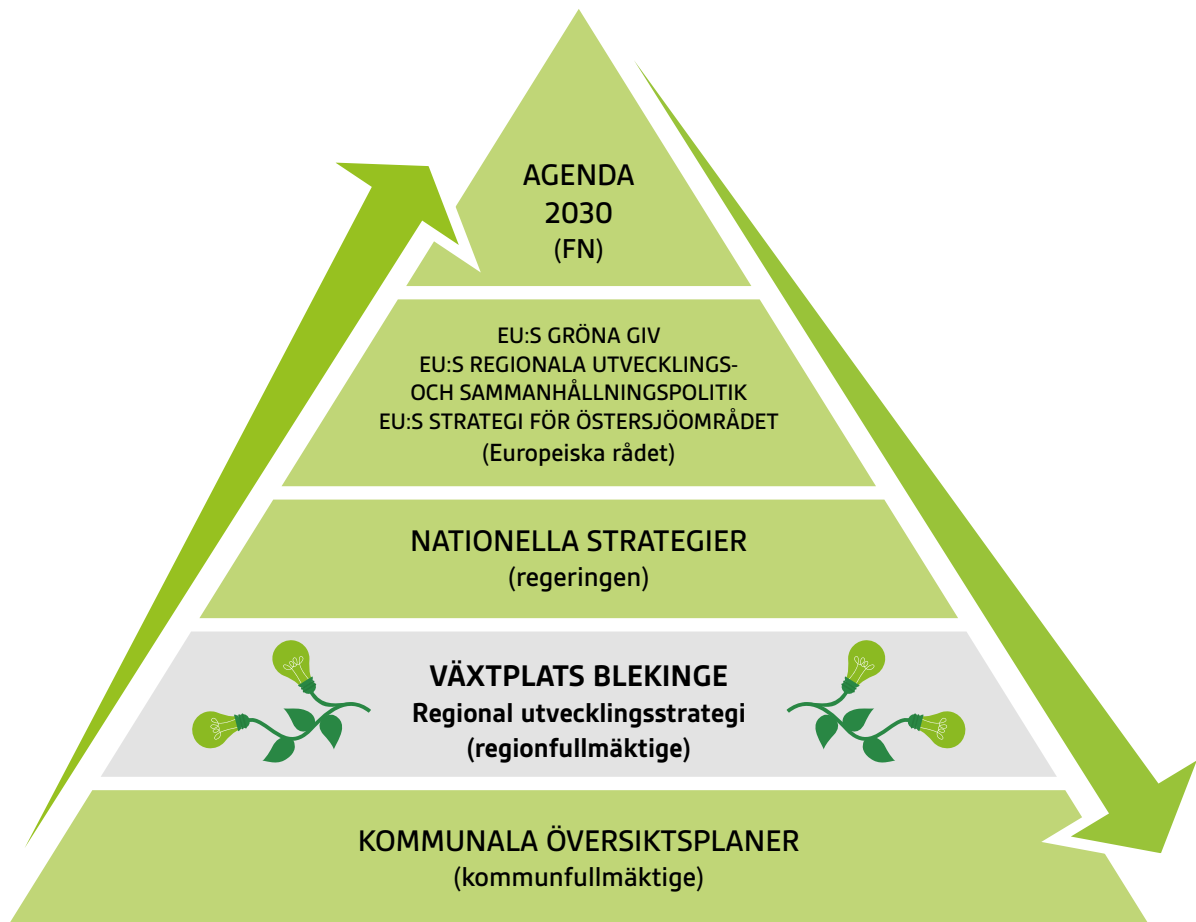 AGENDA
2030
(FN)
EU:S GRÖNA GIV
EU:S REGIONALA UTVECKLINGS-
OCH SAMMANHÅLLNINGSPOLITIK
EU:S STRATEGI FÖR ÖSTERSJÖOMRÅDET
(Europeiska rådet)
NATIONELLA STRATEGIER
(regeringen)
VÄXTPLATS BLEKINGE
Regional utvecklingsstrategi
(regionfullmäktige)
KOMMUNALA ÖVERSIKTSPLANER
(kommunfullmäktige)